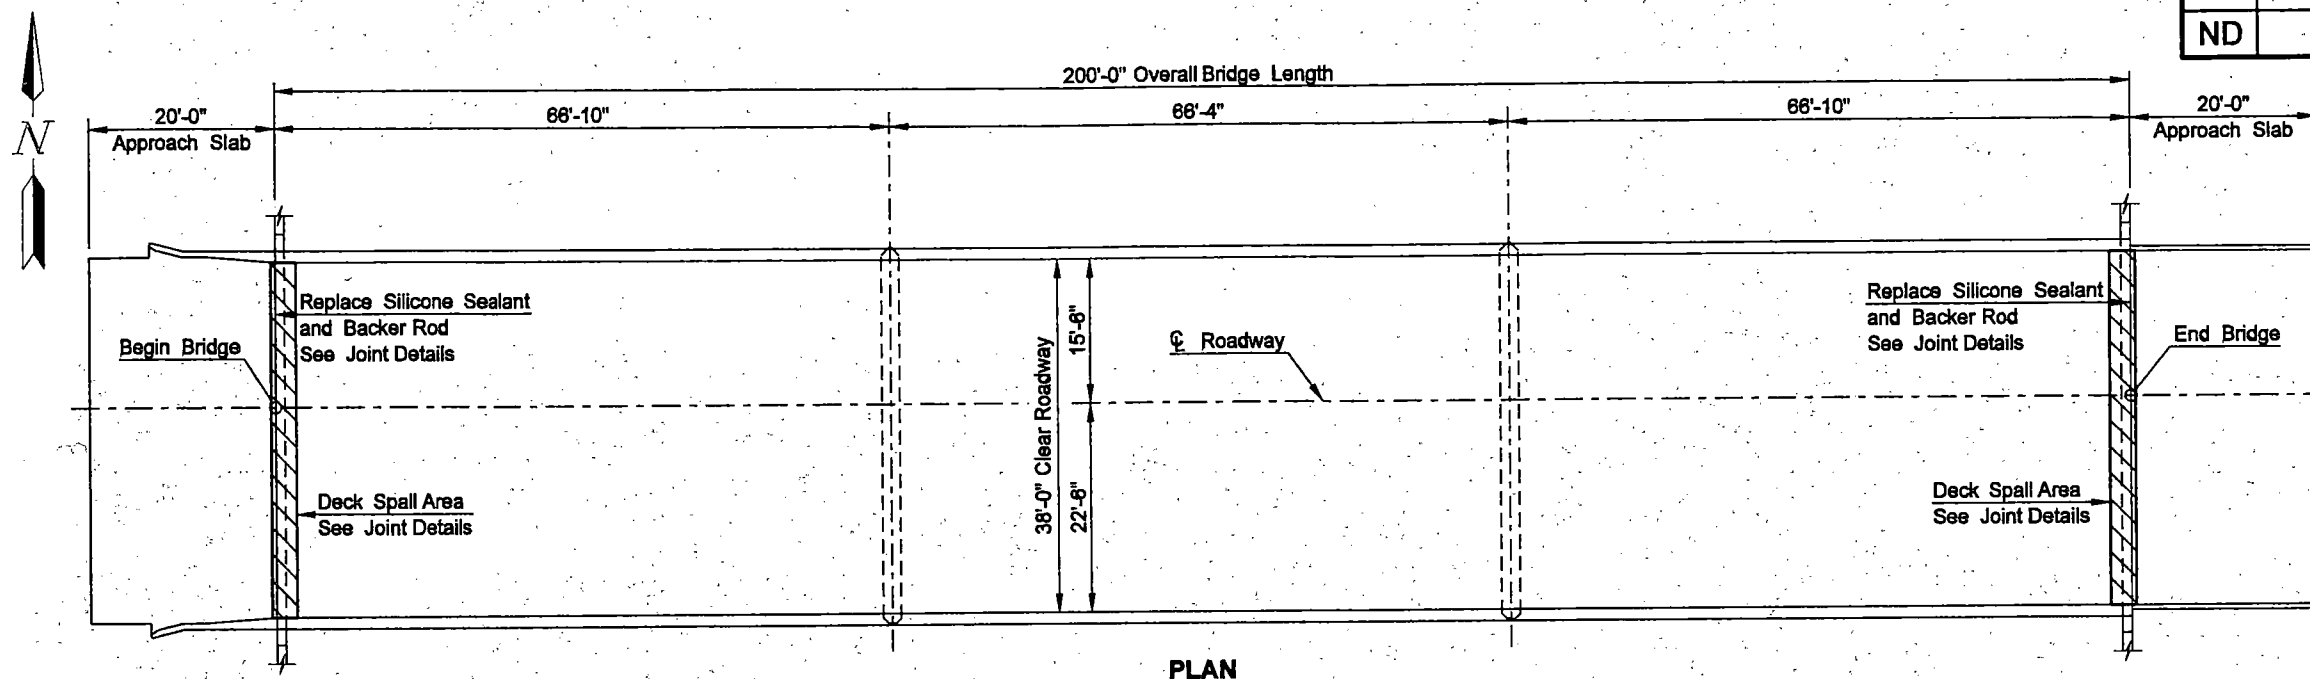 ND
200'-0" Overall Bridge Length
20'-0"
Approach Slab
66'-10"
66'-4"
66'-10"
20'-0"
Approach Slab
N
Replace Silicone Sealant
and Backer Rod
See Joint Details
Begin Bridge
Deck Spall Area
See Joint Details
38'-0" Clear Roadway
15'-6"
22'-6"
℄ Roadway
Replace Silicone Sealant
and Backer Rod
See Joint Details
End Bridge
Deck Spall Area
See Joint Details
PLAN